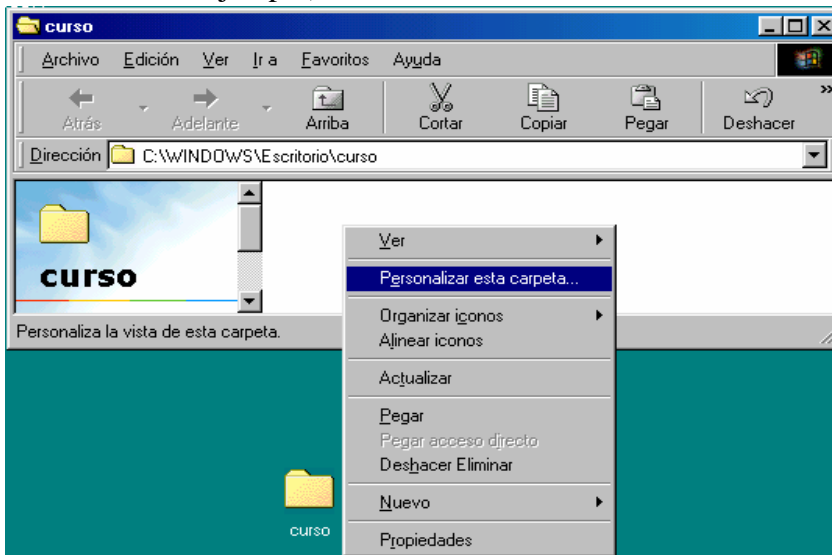 curso
Archivo Edición Ver Ir a Favoritos Ayuda
Atrás Adelante Arriba Cortar Copiar Pegar Deshacer »
Dirección C:\WINDOWS\Escritorio\curso
curso
Personaliza la vista de esta carpeta.
Ver
Personalizar esta carpeta...
Organizar iconos
Alinear iconos
Actualizar
Pegar
Pegar acceso directo
Deshacer Eliminar
Nuevo
Propiedades
curso